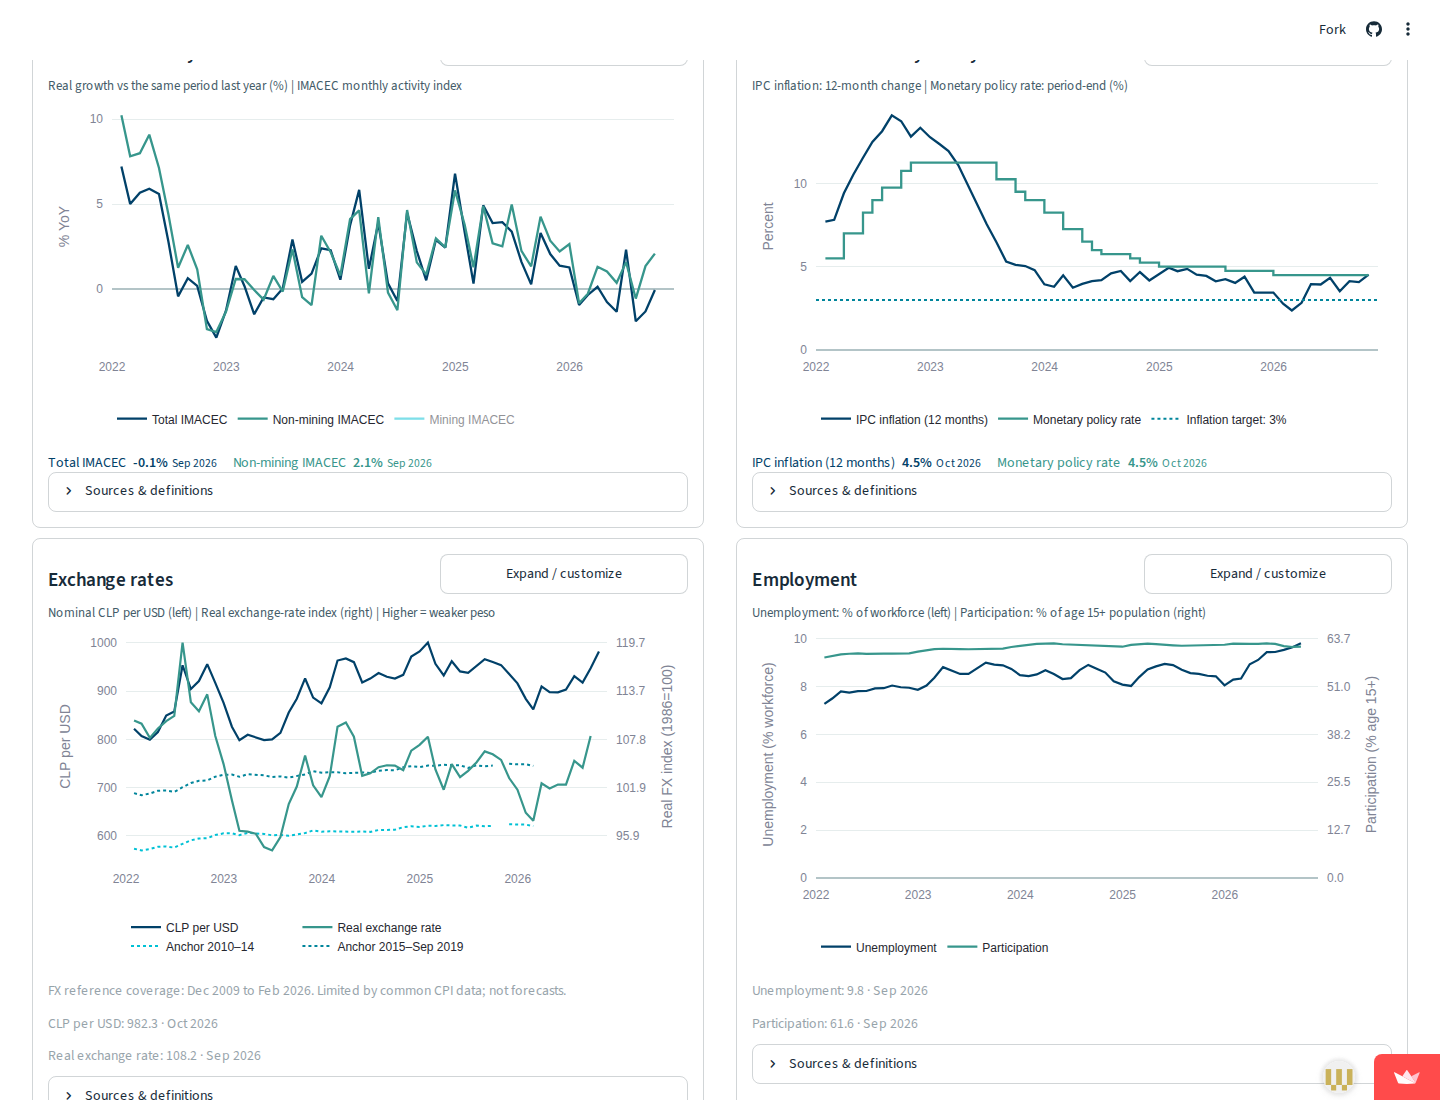 Fork
Real growth vs the same period last year (%) | IMACEC monthly activity index
10
5
0
% YoY
2022 2023 2024 2025 2026
Total IMACEC Non-mining IMACEC Mining IMACEC
Total IMACEC -0.1% Sep 2026 Non-mining IMACEC 2.1% Sep 2026
Sources & definitions
IPC inflation: 12-month change | Monetary policy rate: period-end (%)
10
5
0
Percent
2022 2023 2024 2025 2026
IPC inflation (12 months) Monetary policy rate Inflation target: 3%
IPC inflation (12 months) 4.5% Oct 2026 Monetary policy rate 4.5% Oct 2026
Sources & definitions
Exchange rates
Expand / customize
Nominal CLP per USD (left) | Real exchange-rate index (right) | Higher = weaker peso
1000 119.7
900 113.7
800 107.8
700 101.9
600 95.9
CLP per USD
Real FX index (1986=100)
2022 2023 2024 2025 2026
CLP per USD Real exchange rate
Anchor 2010–14 Anchor 2015–Sep 2019
FX reference coverage: Dec 2009 to Feb 2026. Limited by common CPI data; not forecasts.
CLP per USD: 982.3 · Oct 2026
Real exchange rate: 108.2 · Sep 2026
Sources & definitions
Employment
Expand / customize
Unemployment: % of workforce (left) | Participation: % of age 15+ population (right)
10 63.7
8 51.0
6 38.2
4 25.5
2 12.7
0 0.0
Unemployment (% workforce)
Participation (% age 15+)
2022 2023 2024 2025 2026
Unemployment Participation
Unemployment: 9.8 · Sep 2026
Participation: 61.6 · Sep 2026
Sources & definitions